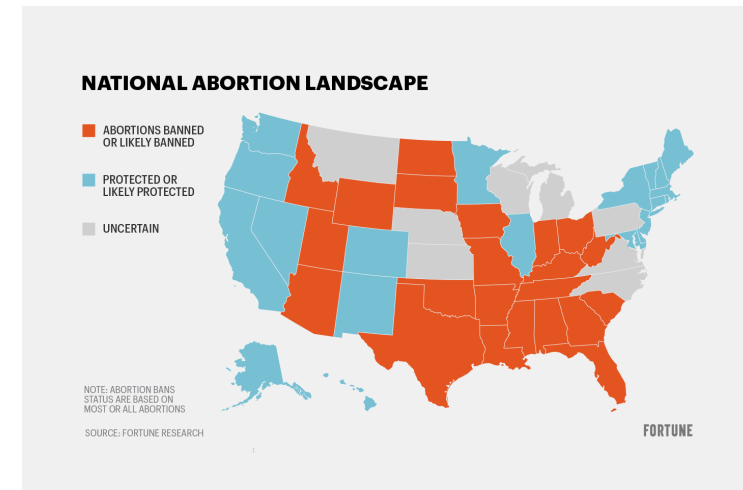 NATIONAL ABORTION LANDSCAPE
ABORTIONS BANNED
OR LIKELY BANNED
PROTECTED OR
LIKELY PROTECTED
UNCERTAIN
NOTE: ABORTION BANS
STATUS ARE BASED ON
MOST OR ALL ABORTIONS
SOURCE: FORTUNE RESEARCH
FORTUNE